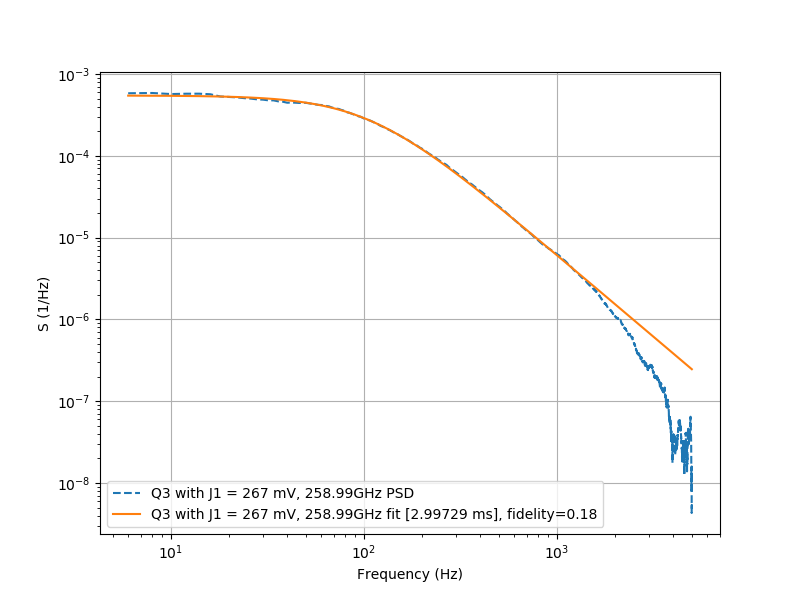 10⁻³
10⁻⁴
10⁻⁵
10⁻⁶
10⁻⁷
10⁻⁸
S (1/Hz)
Q3 with J1 = 267 mV, 258.99GHz PSD
Q3 with J1 = 267 mV, 258.99GHz fit [2.99729 ms], fidelity=0.18
10¹ 10² 10³
Frequency (Hz)